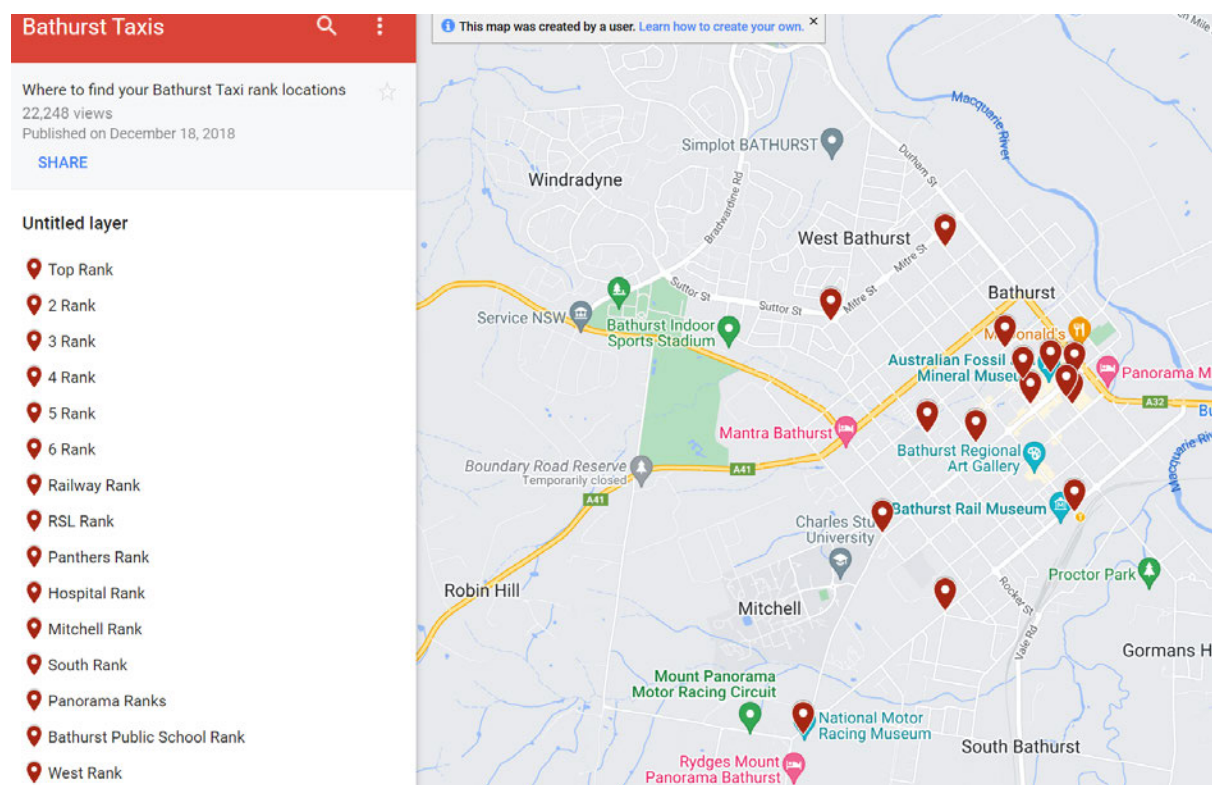 Bathurst Taxis
Where to find your Bathurst Taxi rank locations
22,248 views
Published on December 18, 2018
SHARE
Untitled layer
Top Rank
2 Rank
3 Rank
4 Rank
5 Rank
6 Rank
Railway Rank
RSL Rank
Panthers Rank
Hospital Rank
Mitchell Rank
South Rank
Panorama Ranks
Bathurst Public School Rank
West Rank
This map was created by a user. Learn how to create your own.
Mile
Macquarie
River
Simplot BATHURST
Durham St
Windradyne
Bradwardine Rd
West Bathurst
Mitre St
Suttor St
Suttor St
Mitre St
Bathurst
Service NSW
Bathurst Indoor
Sports Stadium
McDonald's
Australian Fossil
Mineral Museu
Panorama M
A32
Bu
Mantra Bathurst
Bathurst Regional
Art Gallery
Macquarie Riv
Boundary Road Reserve
Temporarily closed
A41
A41
Bathurst Rail Museum
Charles Stu
University
Proctor Park
Robin Hill
Mitchell
Rocket St
Vale Rd
Gormans H
Mount Panorama
Motor Racing Circuit
National Motor
Racing Museum
South Bathurst
Rydges Mount
Panorama Bathurst